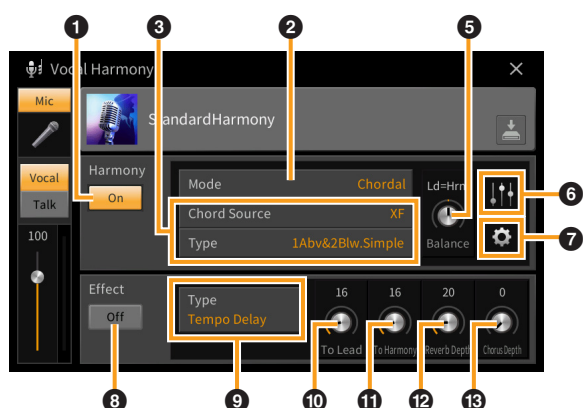 1 3 2 5
Vocal Harmony
Mic
StandardHarmony
Vocal
Talk
Harmony
On
Mode Chordal
Chord Source XF
Type 1Abv&2Blw.Simple
Ld=Hrm
Balance
6
7
100
Effect
Off
Type
Tempo Delay
16 16 20 0
To Lead To Harmony Reverb Depth Chorus Depth
8 9 10 11 12 13